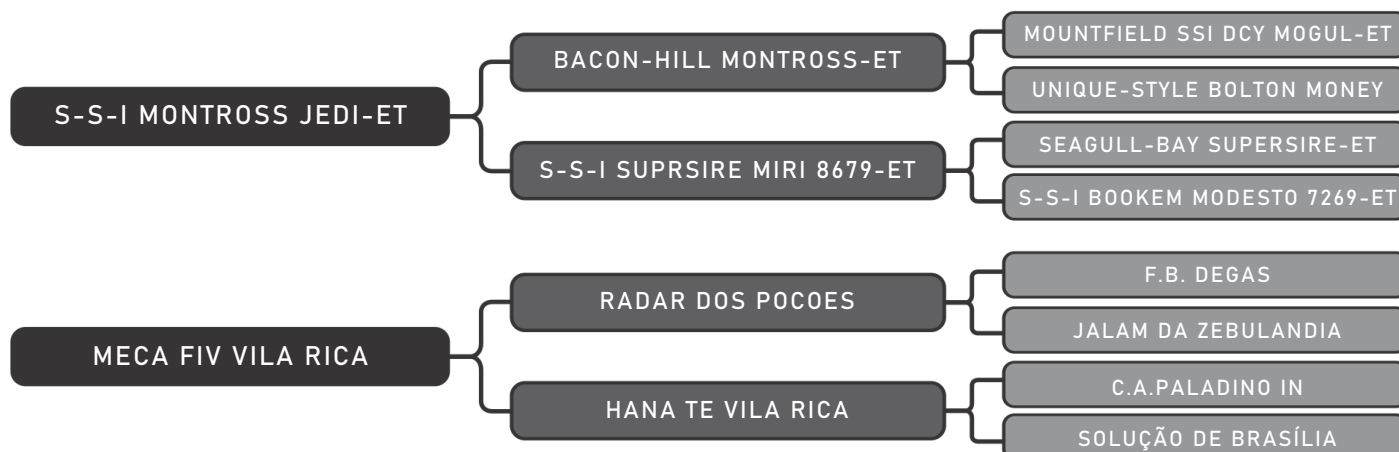 S-S-I MONTROSS JEDI-ET
BACON-HILL MONTROSS-ET
MOUNTFIELD SSI DCY MOGUL-ET
UNIQUE-STYLE BOLTON MONEY
S-S-I SUPRSIRE MIRI 8679-ET
SEAGULL-BAY SUPERSIRE-ET
S-S-I BOOKEM MODESTO 7269-ET
MECA FIV VILA RICA
RADAR DOS POCOES
F.B. DEGAS
JALAM DA ZEBULANDIA
HANA TE VILA RICA
C.A.PALADINO IN
SOLUÇÃO DE BRASÍLIA